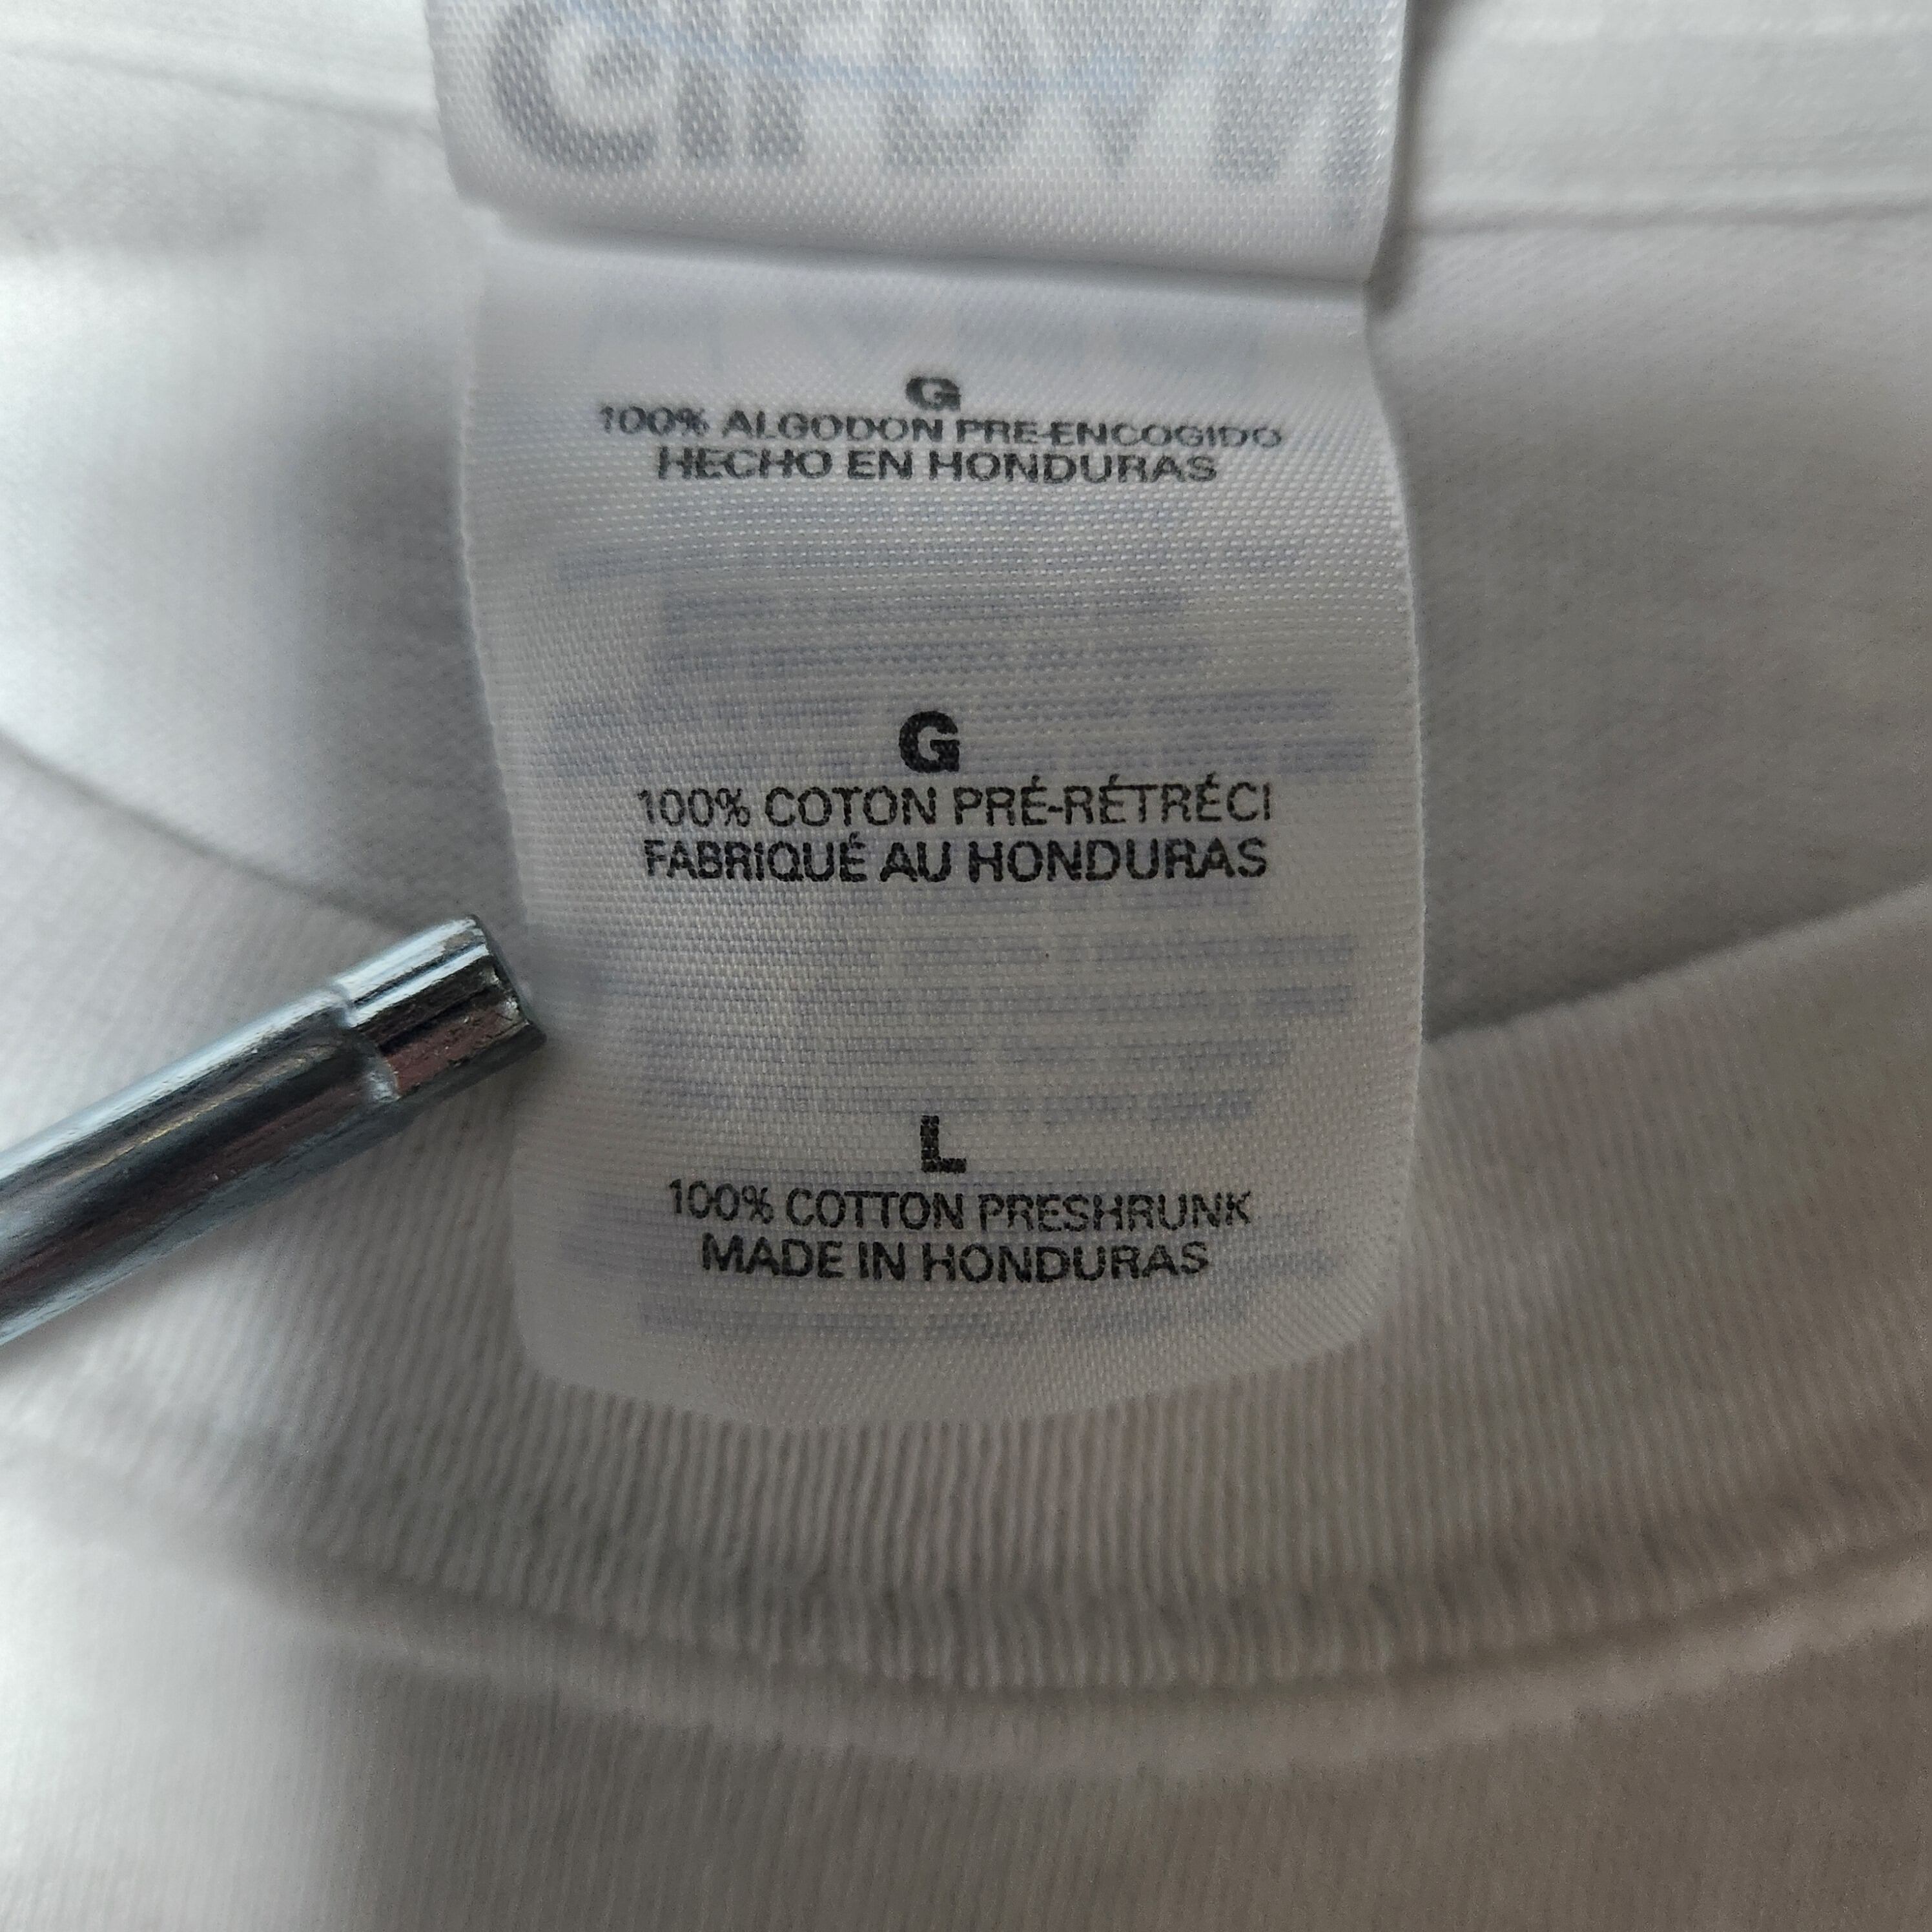 G
100% ALGODON PRE-ENCOGIDO
HECHO EN HONDURAS
G
100% COTON PRÉ-RÉTRÉCI
FABRIQUÉ AU HONDURAS
L
100% COTTON PRESHRUNK
MADE IN HONDURAS